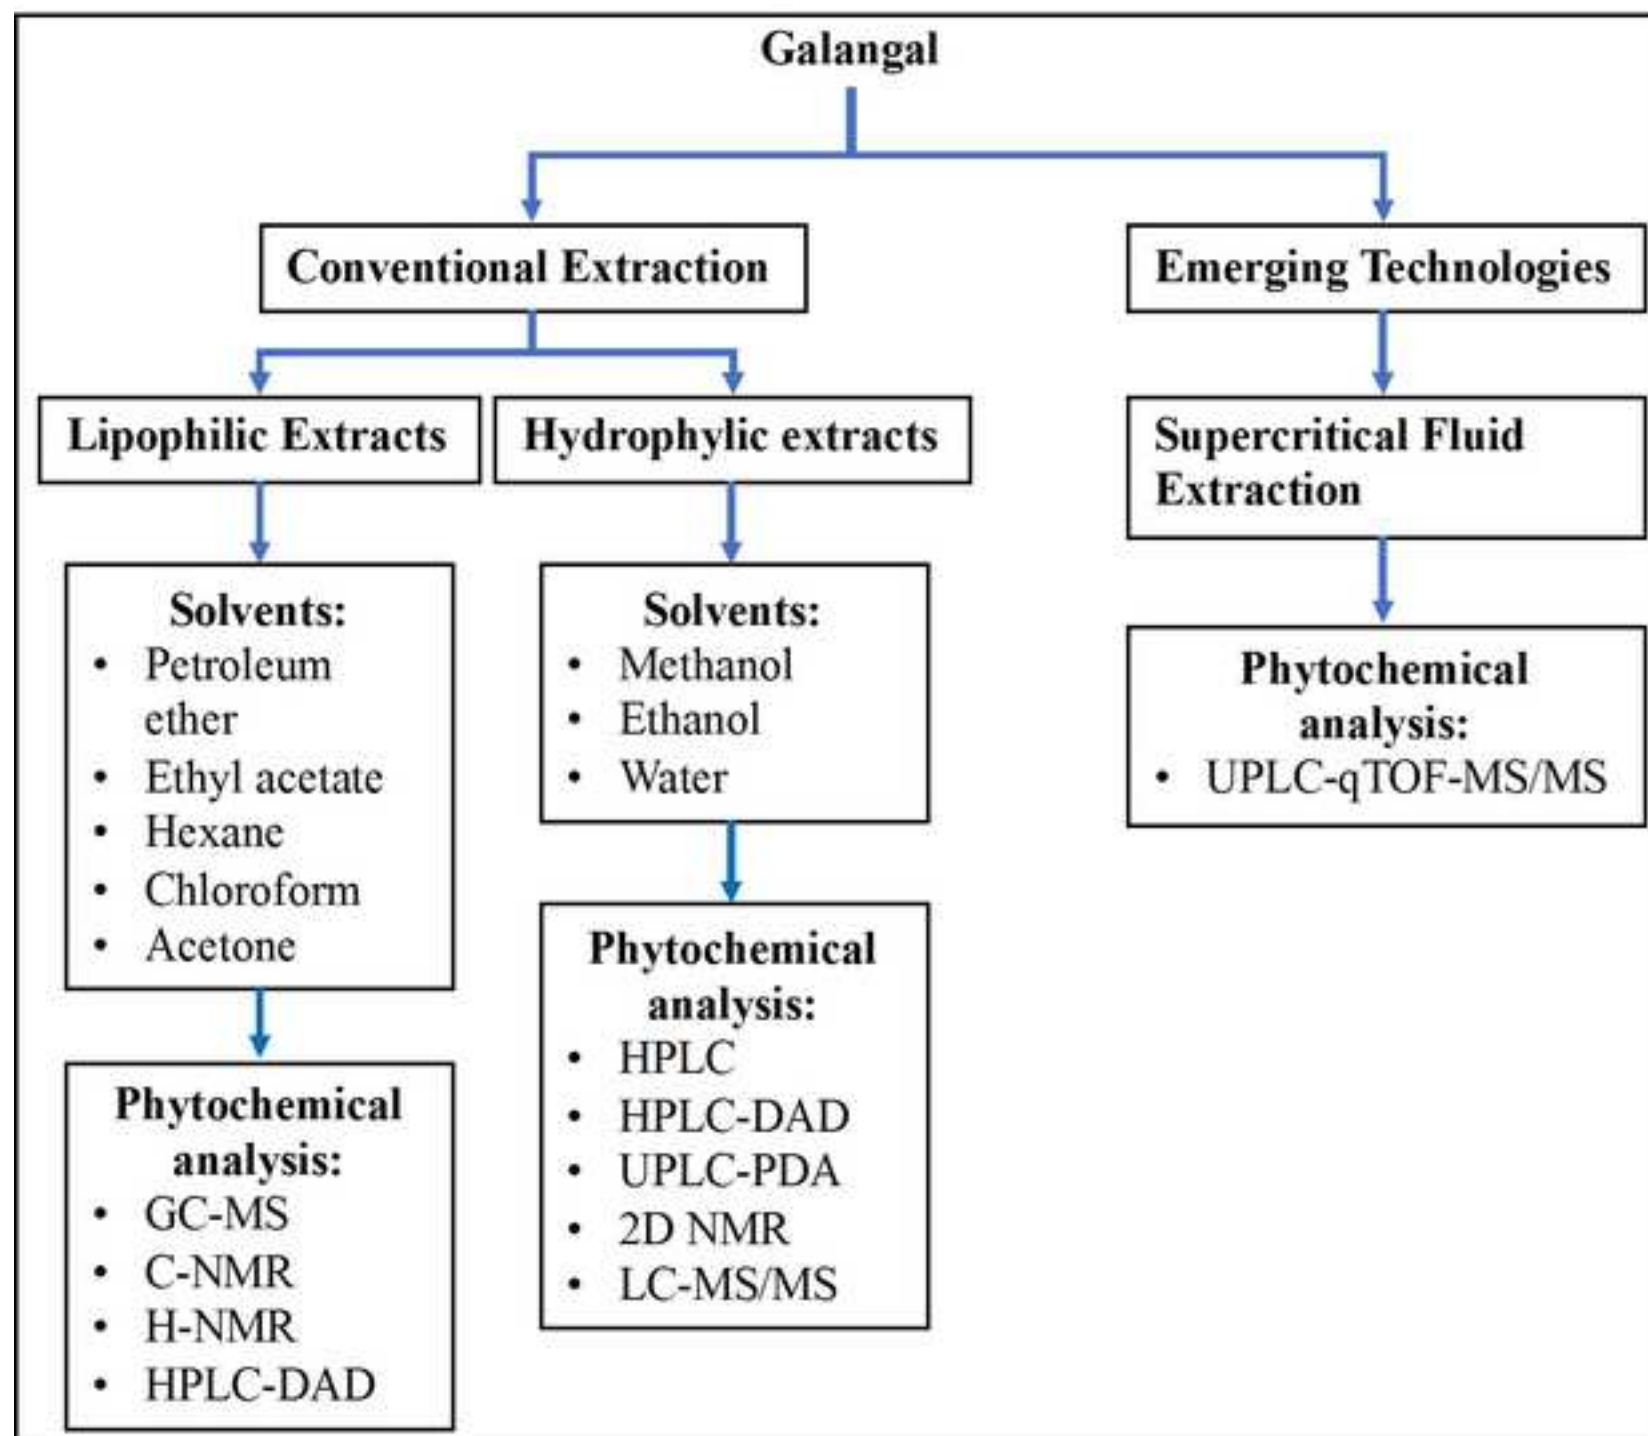 Galangal
Conventional Extraction
Emerging Technologies
Lipophilic Extracts
Hydrophylic extracts
Supercritical Fluid
Extraction
Solvents:
• Petroleum
ether
• Ethyl acetate
• Hexane
• Chloroform
• Acetone
Solvents:
• Methanol
• Ethanol
• Water
Phytochemical
analysis:
• UPLC-qTOF-MS/MS
Phytochemical
analysis:
• GC-MS
• C-NMR
• H-NMR
• HPLC-DAD
Phytochemical
analysis:
• HPLC
• HPLC-DAD
• UPLC-PDA
• 2D NMR
• LC-MS/MS